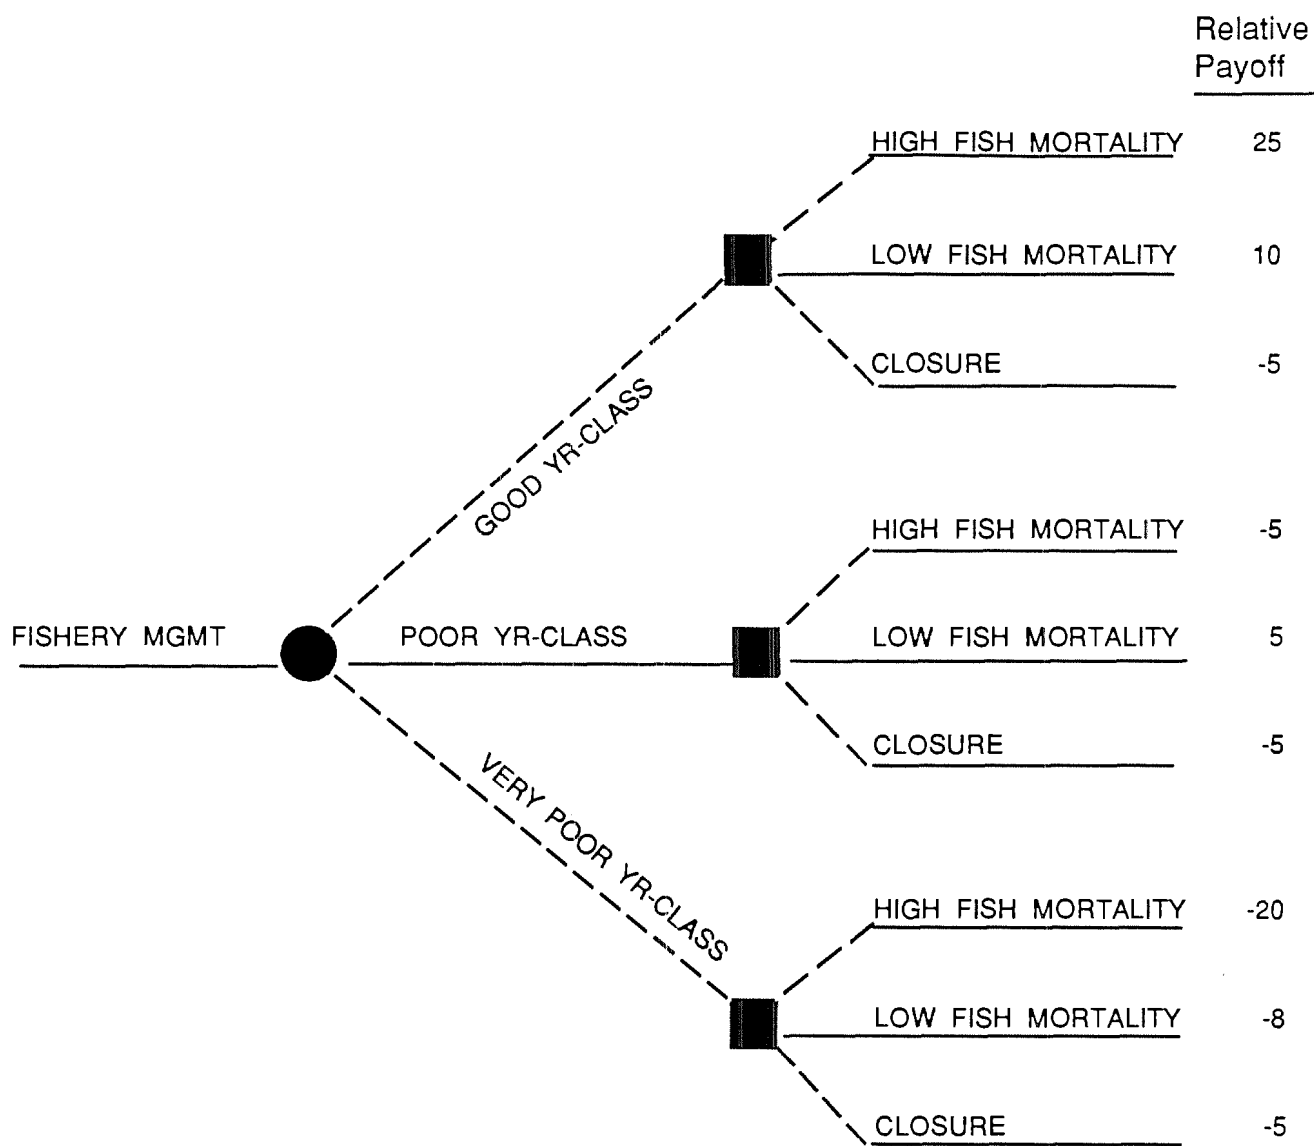 Relative
Payoff
HIGH FISH MORTALITY 25
LOW FISH MORTALITY 10
CLOSURE -5
GOOD YR-CLASS
HIGH FISH MORTALITY -5
FISHERY MGMT
POOR YR-CLASS
LOW FISH MORTALITY 5
CLOSURE -5
VERY POOR YR-CLASS
HIGH FISH MORTALITY -20
LOW FISH MORTALITY -8
CLOSURE -5